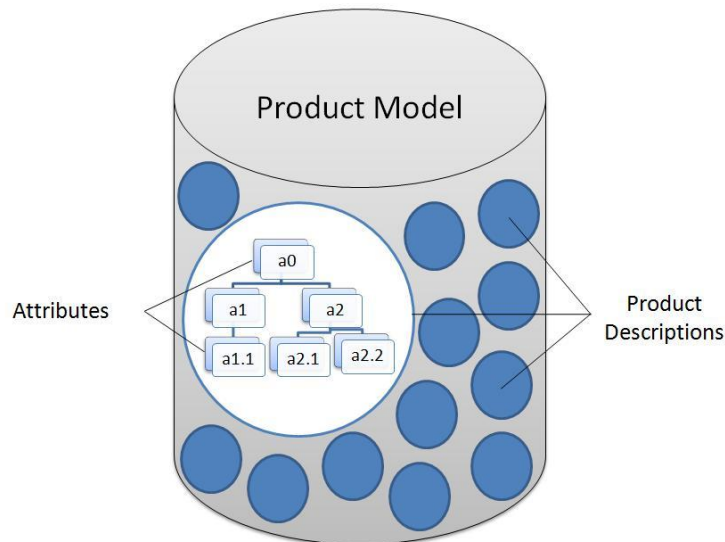 Product Model
a0
Attributes
a1
a2
Product
Descriptions
a1.1
a2.1
a2.2